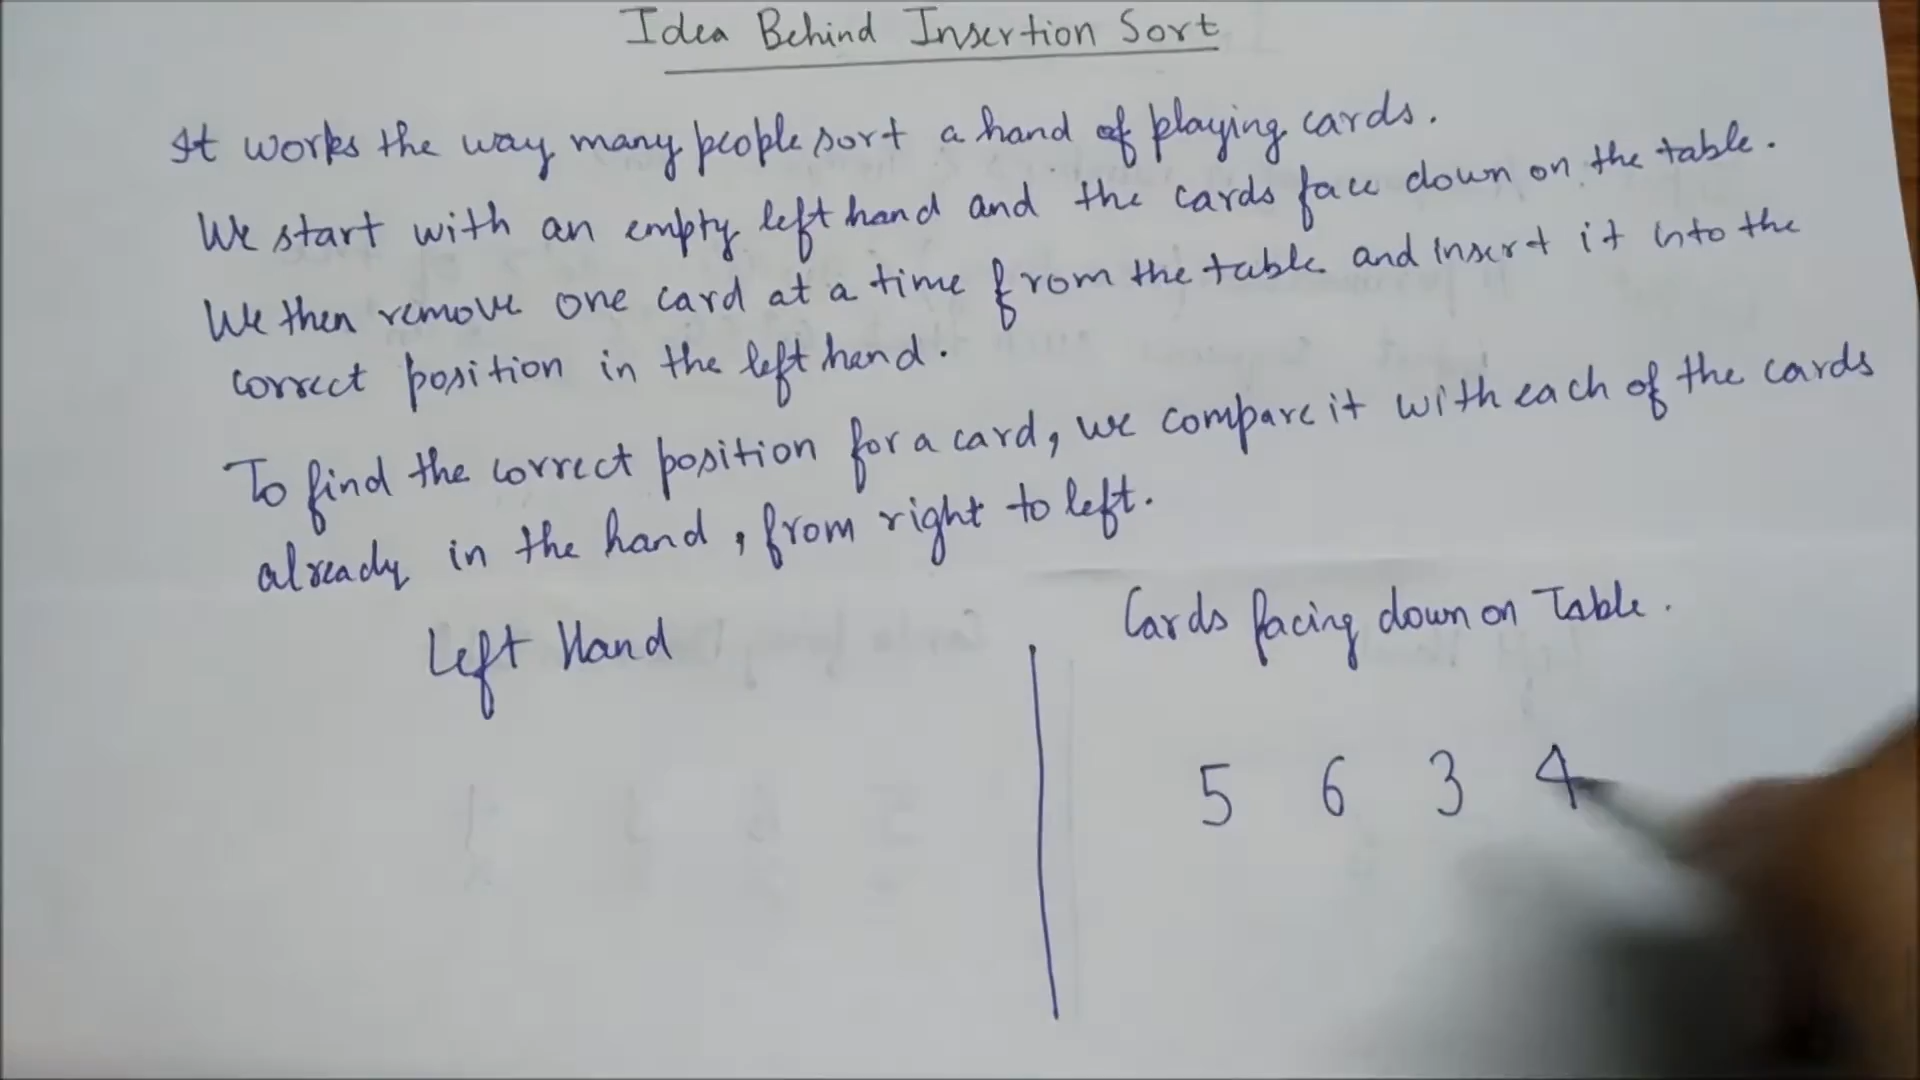 Idea Behind Insertion Sort
It works the way many people sort a hand of playing cards.
We start with an empty left hand and the cards face down on the table.
We then remove one card at a time from the table and insert it into the
correct position in the left hand.
To find the correct position for a card, we compare it with each of the cards
already in the hand, from right to left.
Left Hand
Cards facing down on Table.
5 6 3 4